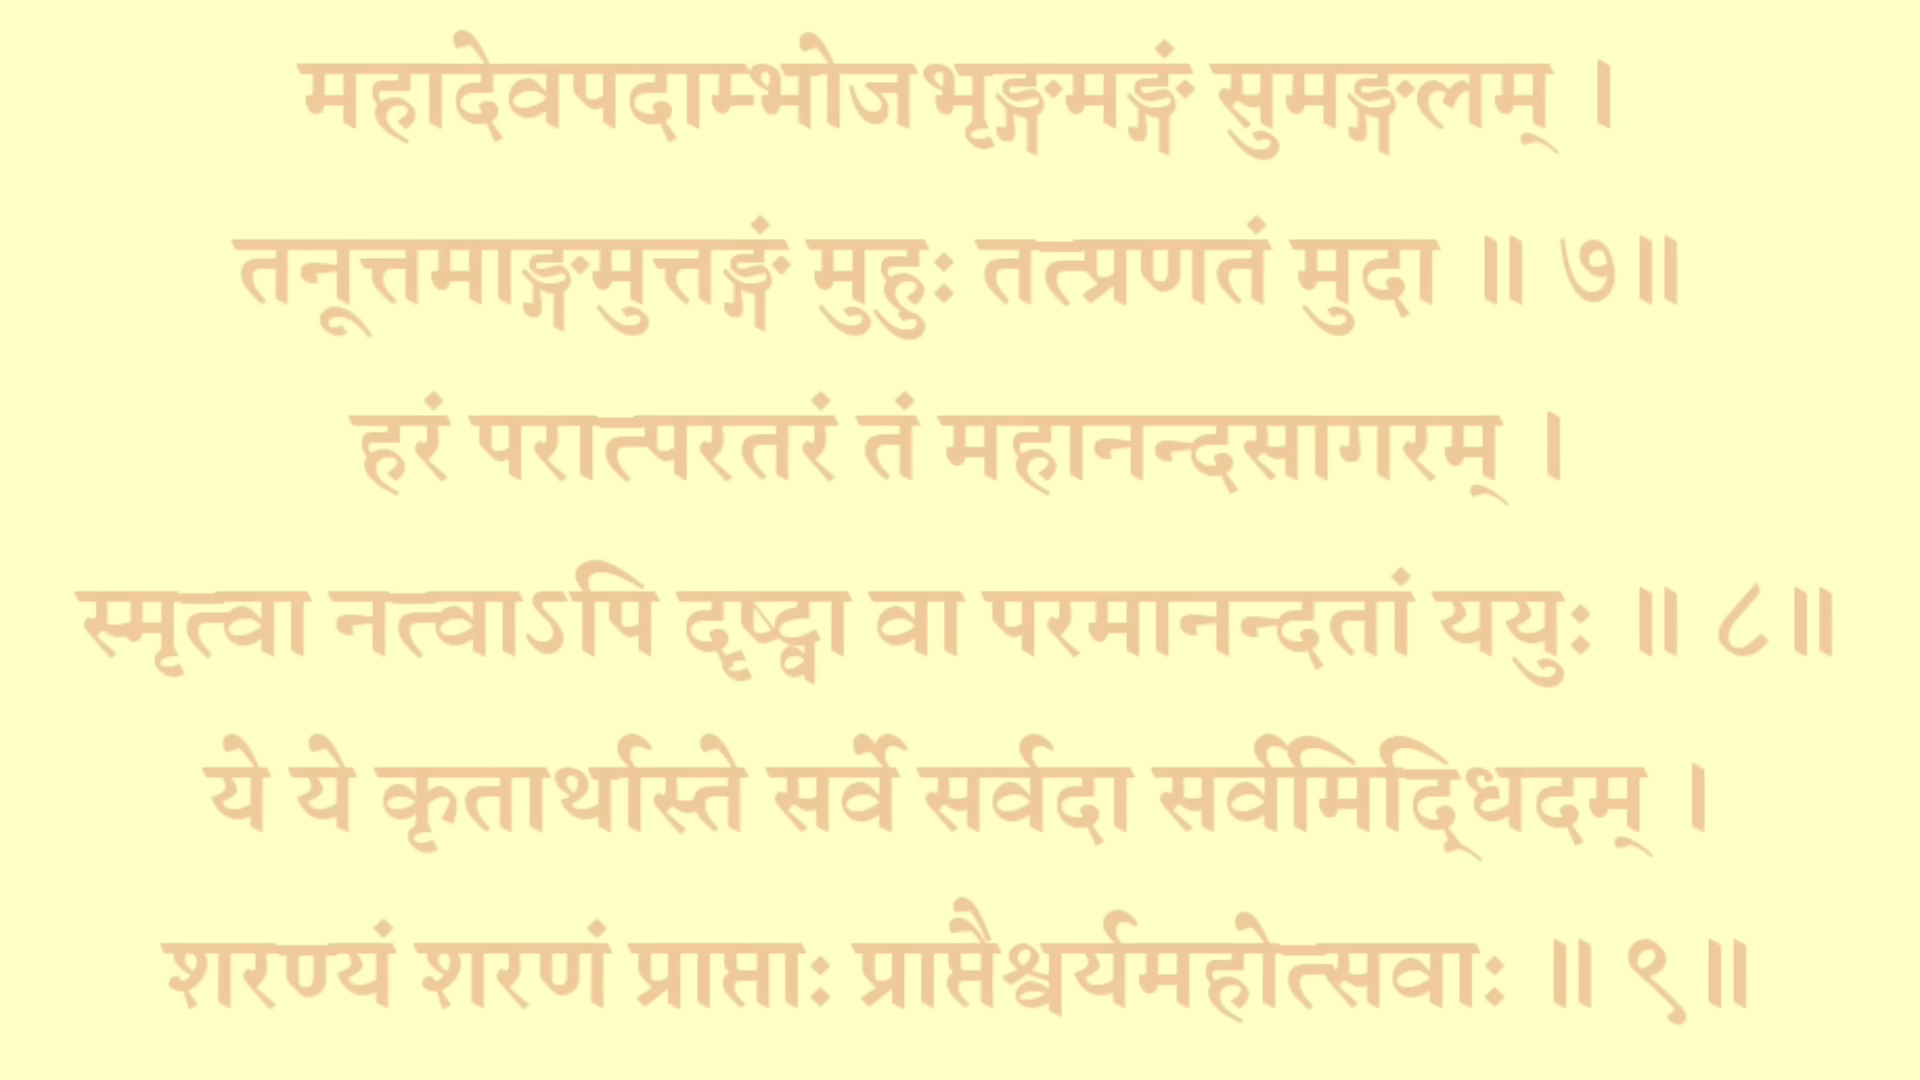 महादेवपदाम्भोजभृङ्गमङ्गं सुमङ्गलम् ।
तनूत्तमाङ्गमुत्तङ्गं मुहुः तत्प्रणतं मुदा ॥ ७॥
हरं परात्परतरं तं महानन्दसागरम् ।
स्मृत्वा नत्वाऽपि दृष्ट्वा वा परमानन्दतां ययुः ॥ ८॥
ये ये कृतार्थास्ते सर्वे सर्वदा सर्वमिद्धिदम् ।
शरण्यं शरणं प्राप्ताः प्राप्तैश्वर्यमहोत्सवाः ॥ ९॥